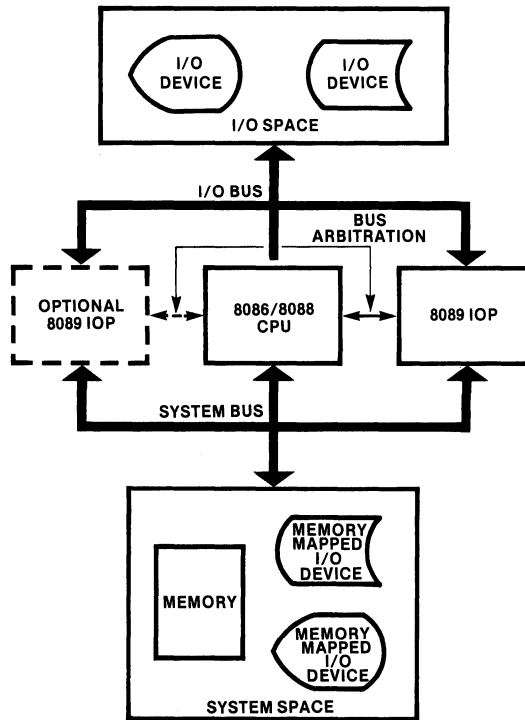 I/O
DEVICE
I/O
DEVICE
I/O SPACE
I/O BUS
BUS
ARBITRATION
OPTIONAL
8089 IOP
8086/8088
CPU
8089 IOP
SYSTEM BUS
MEMORY
MEMORY
MAPPED
I/O
DEVICE
MEMORY
MAPPED
I/O
DEVICE
SYSTEM SPACE